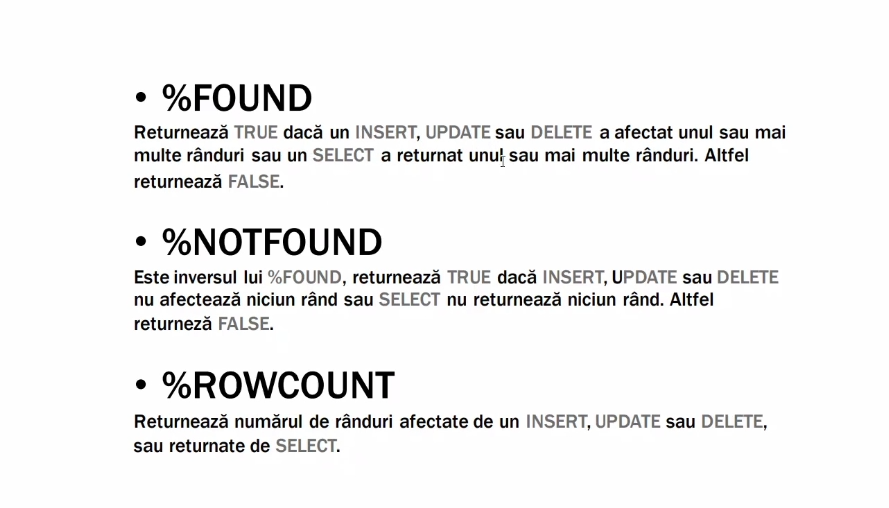 • %FOUND
Returnează TRUE dacă un INSERT, UPDATE sau DELETE a afectat unul sau mai
multe rânduri sau un SELECT a returnat unul sau mai multe rânduri. Altfel
returnează FALSE.
• %NOTFOUND
Este inversul lui %FOUND, returnează TRUE dacă INSERT, UPDATE sau DELETE
nu afectează niciun rând sau SELECT nu returnează niciun rând. Altfel
returneză FALSE.
• %ROWCOUNT
Returnează numărul de rânduri afectate de un INSERT, UPDATE sau DELETE,
sau returnate de SELECT.